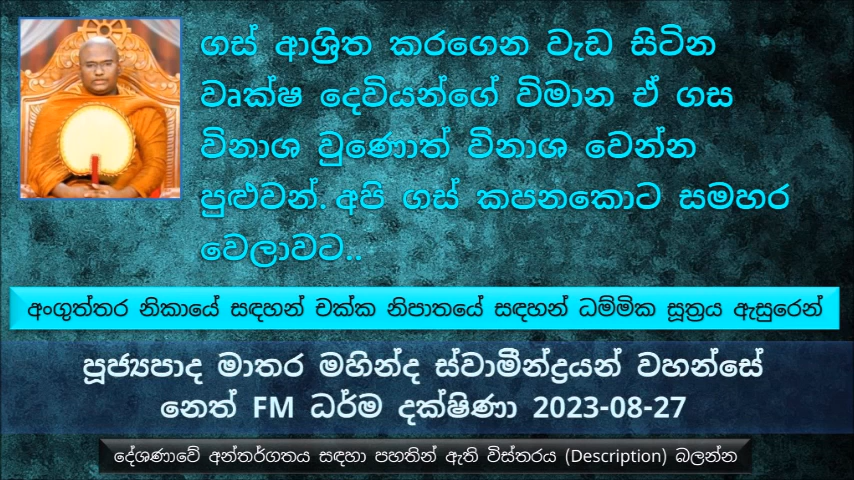 ගස් ආශ්‍රිත කරගෙන වැඩ සිටින
වෘක්ෂ දෙවියන්ගේ විමාන ඒ ගස
විනාශ වුණොත් විනාශ වෙන්න
පුළුවන්. අපි ගස් කපනකොට සමහර
වෙලාවට..
අංගුත්තර නිකායේ සඳහන් චක්ක නිපාතයේ සඳහන් ධම්මික සූත්‍රය ඇසුරෙන්
පූජ්‍යපාද මාතර මහින්ද ස්වාමීන්ද්‍රයන් වහන්සේ
නෙත් FM ධර්ම දක්ෂිණා 2023-08-27
දේශණාවේ අන්තර්ගතය සඳහා පහතින් ඇති විස්තරය (Description) බලන්න